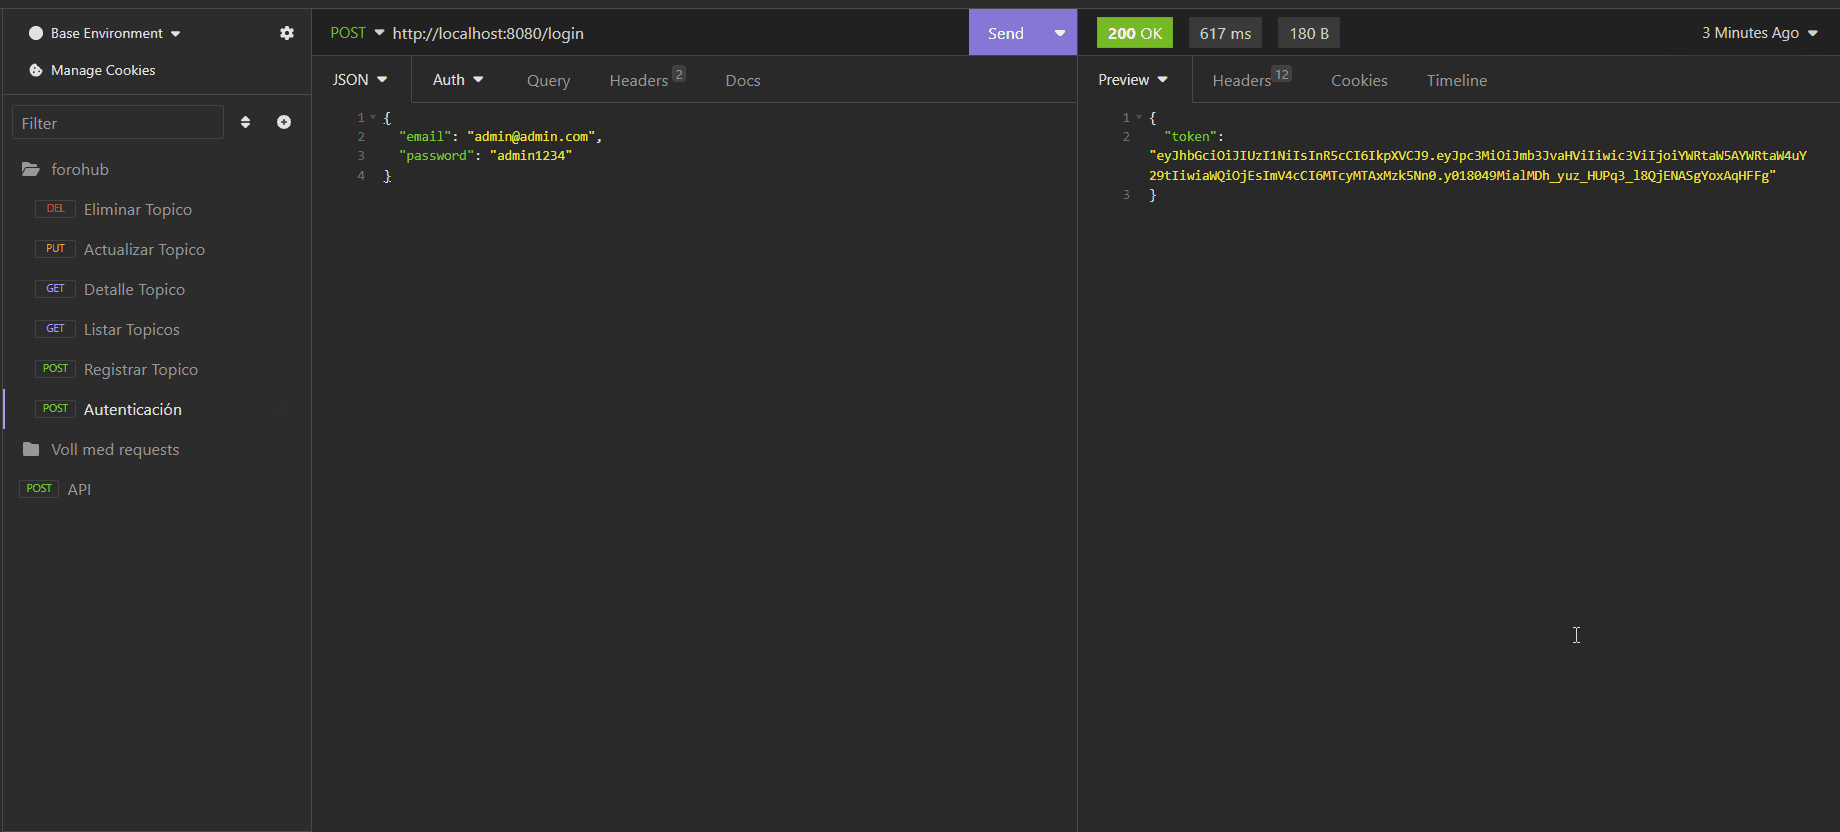 Base Environment
Manage Cookies
Filter
forohub
DEL Eliminar Topico
PUT Actualizar Topico
GET Detalle Topico
GET Listar Topicos
POST Registrar Topico
POST Autenticación
Voll med requests
POST API
POST http://localhost:8080/login
Send
JSON Auth Query Headers 2 Docs
1 {
2 "email": "admin@admin.com",
3 "password": "admin1234"
4 }
200 OK 617 ms 180 B 3 Minutes Ago
Preview Headers 12 Cookies Timeline
1 {
2 "token":
"eyJhbGciOiJIUzI1NiIsInR5cCI6IkpXVCJ9.eyJpc3MiOiJmb3JvaHViIiwic3ViIjoiYWRtaW5AYWRtaW4uY
29tIiwiaWQiOjEsImV4cCI6MTcyMTAxMzk5Nn0.y018049MialMDh_yuz_HUPq3_l8QjENASgYoxAqHFFg"
3 }